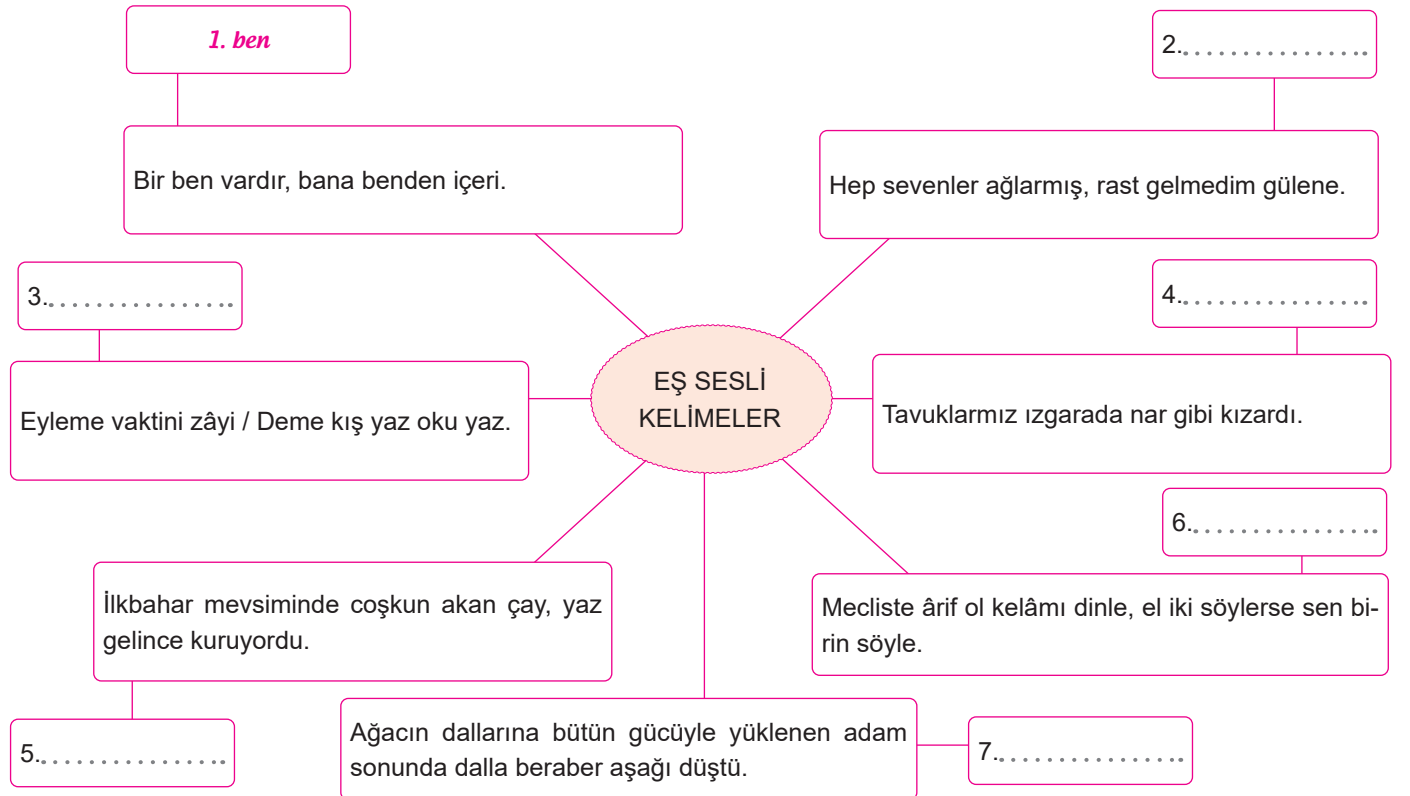 1. ben
2. . . . . . . . . . . . . . . . .
Bir ben vardır, bana benden içeri.
Hep sevenler ağlarmış, rast gelmedim gülene.
3. . . . . . . . . . . . . . . . .
4. . . . . . . . . . . . . . . . .
Eyleme vaktini zâyi / Deme kış yaz oku yaz.
EŞ SESLİ
KELİMELER
Tavuklarmız ızgarada nar gibi kızardı.
6. . . . . . . . . . . . . . . . .
İlkbahar mevsiminde coşkun akan çay, yaz
gelince kuruyordu.
Mecliste ârif ol kelâmı dinle, el iki söylerse sen bi-
rin söyle.
5. . . . . . . . . . . . . . . . .
Ağacın dallarına bütün gücüyle yüklenen adam
sonunda dalla beraber aşağı düştü.
7. . . . . . . . . . . . . . . . .